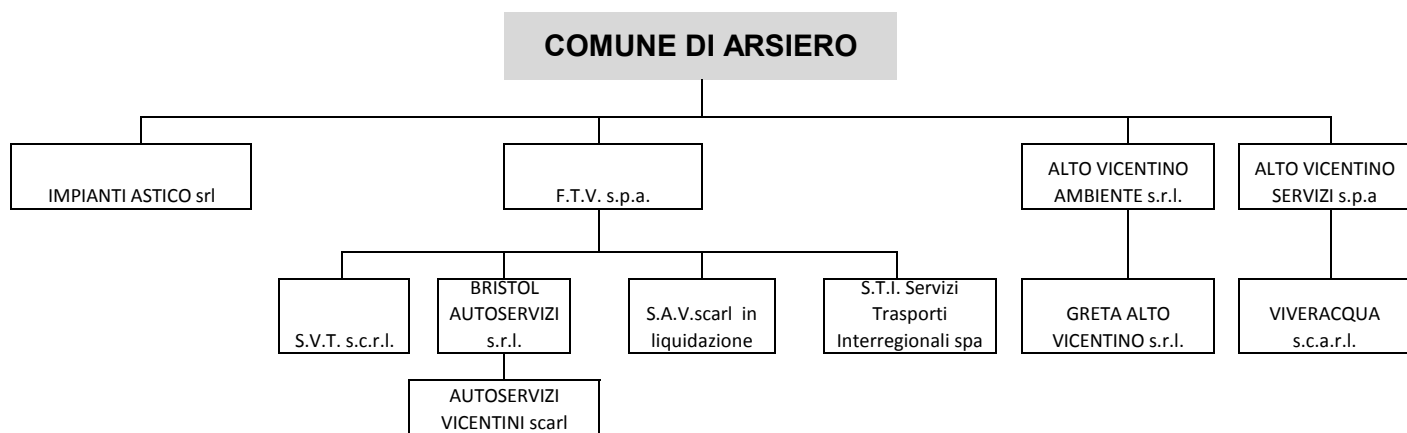 COMUNE DI ARSIERO
IMPIANTI ASTICO srl
F.T.V. s.p.a.
ALTO VICENTINO
AMBIENTE s.r.l.
ALTO VICENTINO
SERVIZI s.p.a
S.V.T. s.c.r.l.
BRISTOL
AUTOSERVIZI
s.r.l.
S.A.V.scarl in
liquidazione
S.T.I. Servizi
Trasporti
Interregionali spa
GRETA ALTO
VICENTINO s.r.l.
VIVERACQUA
s.c.a.r.l.
AUTOSERVIZI
VICENTINI scarl